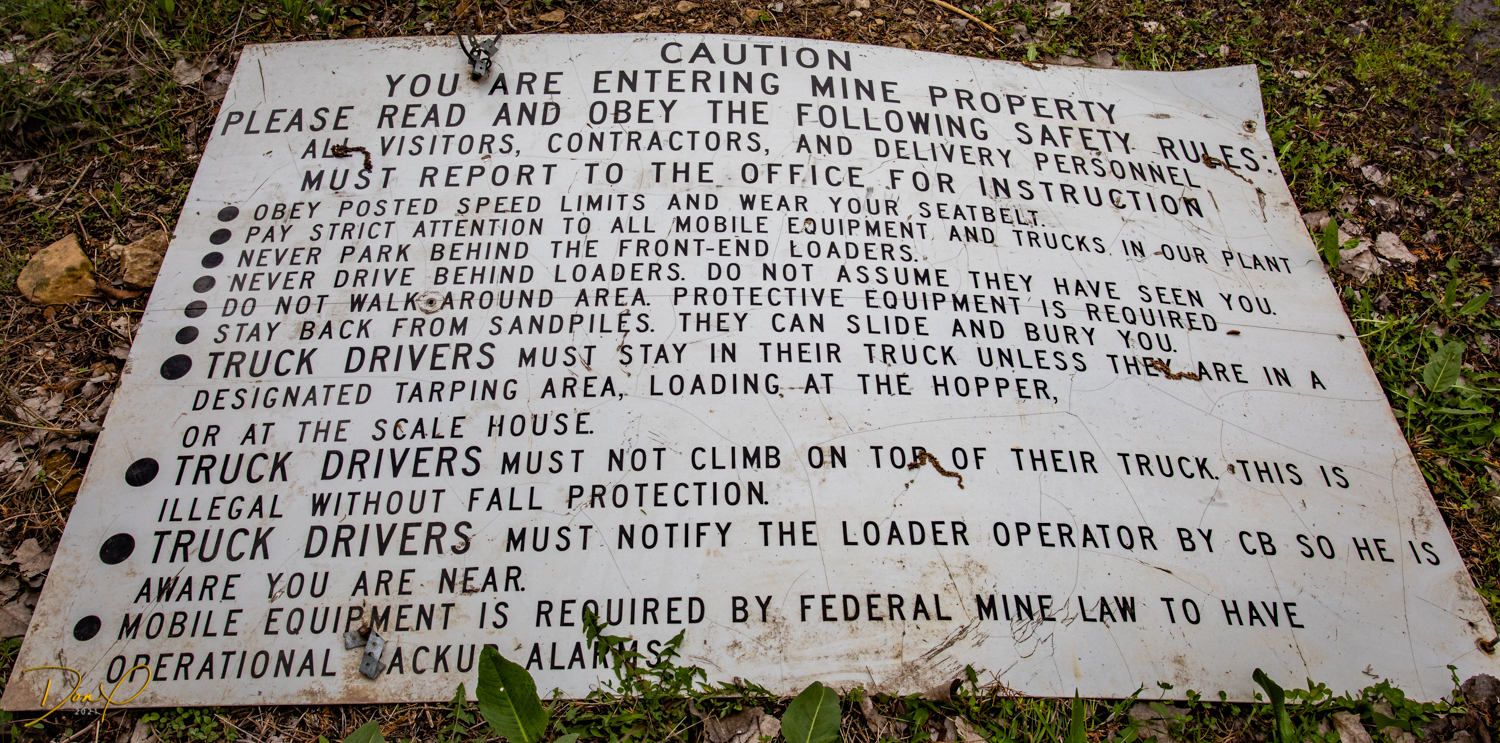 CAUTION
YOU ARE ENTERING MINE PROPERTY
PLEASE READ AND OBEY THE FOLLOWING SAFETY RULES:
ALL VISITORS, CONTRACTORS, AND DELIVERY PERSONNEL
MUST REPORT TO THE OFFICE FOR INSTRUCTION
● OBEY POSTED SPEED LIMITS AND WEAR YOUR SEATBELT.
● PAY STRICT ATTENTION TO ALL MOBILE EQUIPMENT AND TRUCKS IN OUR PLANT
● NEVER PARK BEHIND THE FRONT-END LOADERS.
● NEVER DRIVE BEHIND LOADERS. DO NOT ASSUME THEY HAVE SEEN YOU.
● DO NOT WALK AROUND AREA. PROTECTIVE EQUIPMENT IS REQUIRED
● STAY BACK FROM SANDPILES. THEY CAN SLIDE AND BURY YOU.
● TRUCK DRIVERS MUST STAY IN THEIR TRUCK UNLESS THEY ARE IN A
DESIGNATED TARPING AREA, LOADING AT THE HOPPER,
OR AT THE SCALE HOUSE.
● TRUCK DRIVERS MUST NOT CLIMB ON TOP OF THEIR TRUCK. THIS IS
ILLEGAL WITHOUT FALL PROTECTION.
● TRUCK DRIVERS MUST NOTIFY THE LOADER OPERATOR BY CB SO HE IS
AWARE YOU ARE NEAR.
● MOBILE EQUIPMENT IS REQUIRED BY FEDERAL MINE LAW TO HAVE
OPERATIONAL BACKUP ALARMS.
Don P